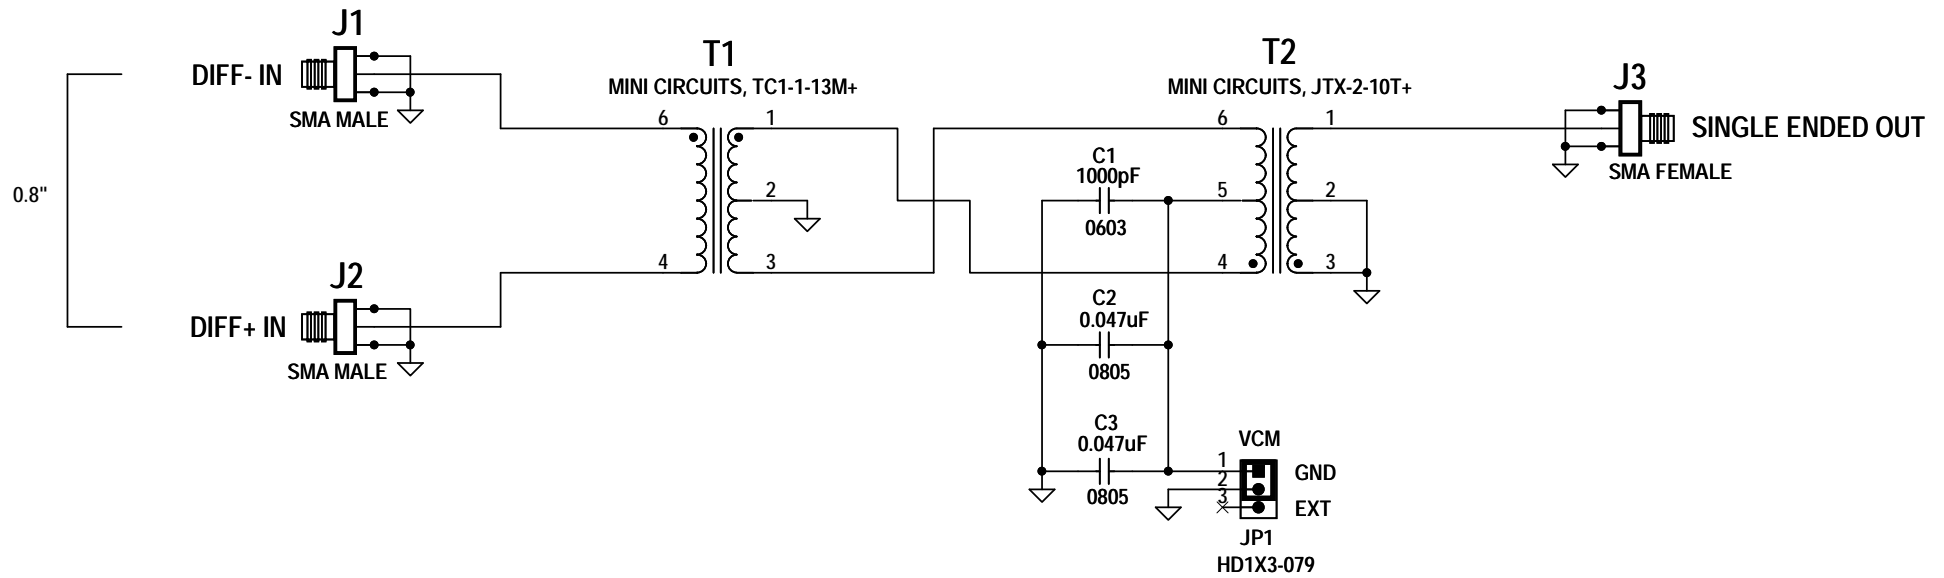 J1
DIFF- IN
SMA MALE
0.8"
J2
DIFF+ IN
SMA MALE
T1
MINI CIRCUITS, TC1-1-13M+
6
1
2
4
3
C1
1000pF
0603
C2
0.047uF
0805
C3
0.047uF
0805
T2
MINI CIRCUITS, JTX-2-10T+
6
1
5
2
4
3
J3
SINGLE ENDED OUT
SMA FEMALE
VCM
1
GND
2
3
EXT
JP1
HD1X3-079